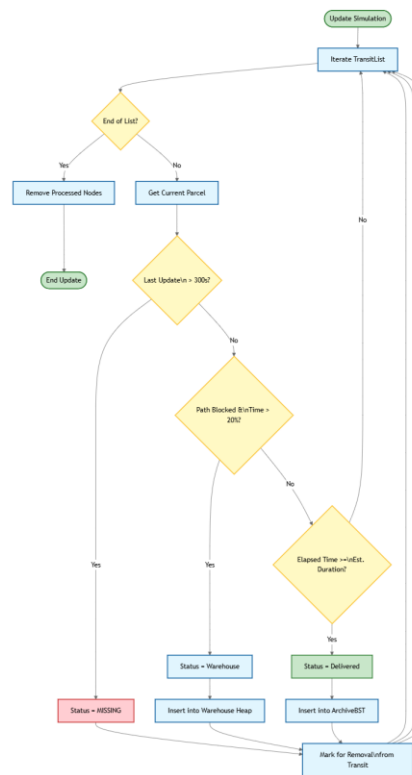 Update Simulation
Iterate TransitList
End of List?
Yes
No
Remove Processed Nodes
Get Current Parcel
No
End Update
Last Update\n > 300s?
No
Path Blocked &\nTime >
20%?
No
Elapsed Time >=\nEst.
Duration?
Yes
Yes
Yes
Status = Warehouse
Status = Delivered
Status = MISSING
Insert into Warehouse Heap
Insert into ArchiveBST
Mark for Removal\nfrom
Transit